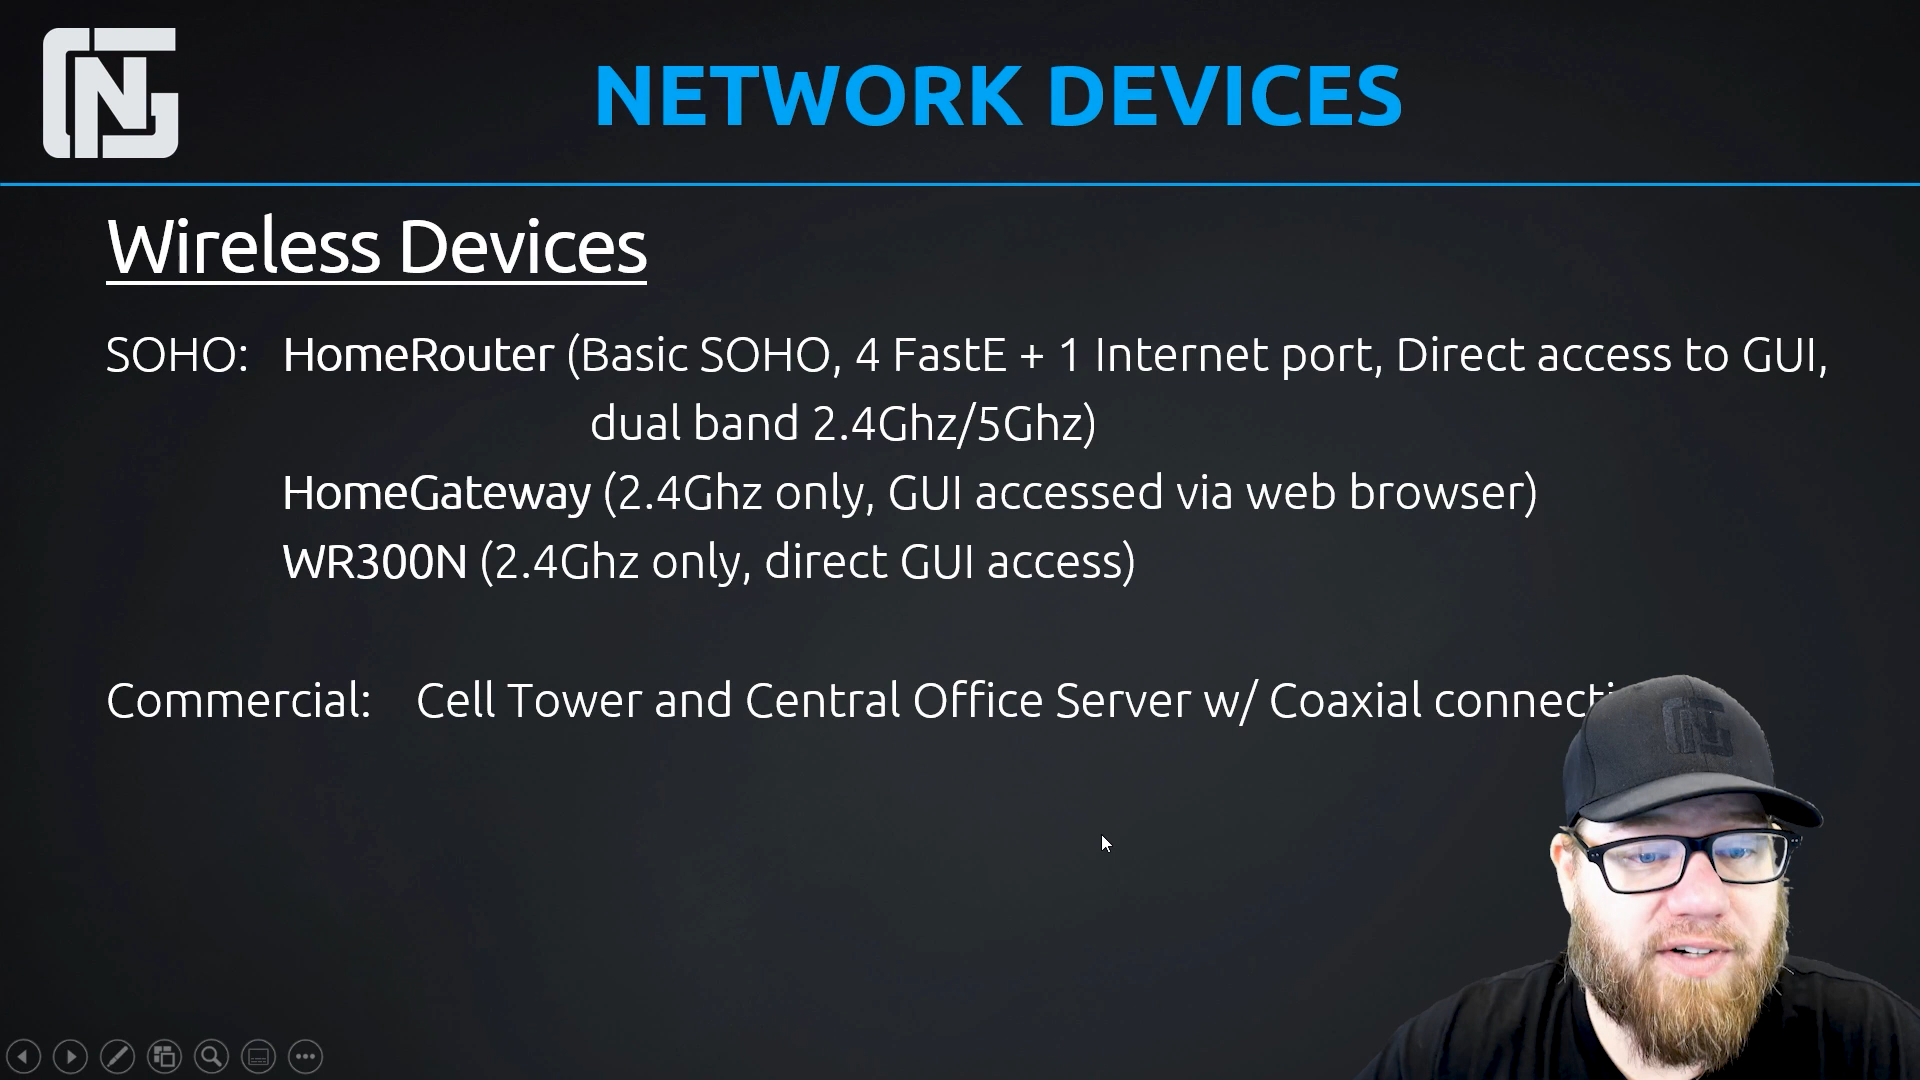 NETWORK DEVICES
Wireless Devices
SOHO: HomeRouter (Basic SOHO, 4 FastE + 1 Internet port, Direct access to GUI,
dual band 2.4Ghz/5Ghz)
HomeGateway (2.4Ghz only, GUI accessed via web browser)
WR300N (2.4Ghz only, direct GUI access)
Commercial: Cell Tower and Central Office Server w/ Coaxial